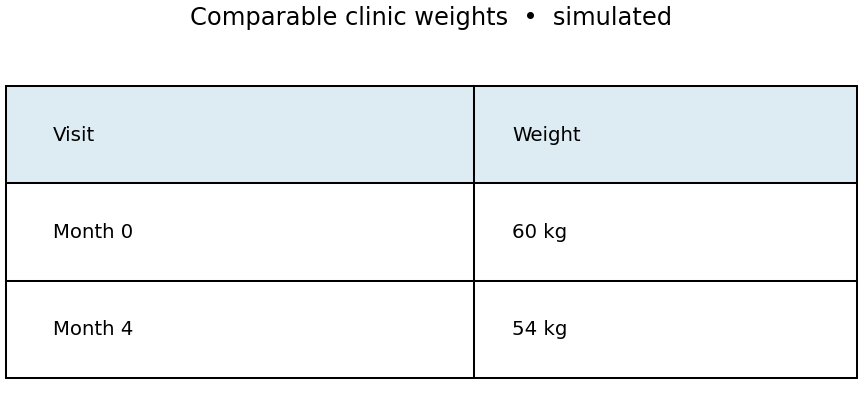 Comparable clinic weights • simulated
Visit Weight
Month 0 60 kg
Month 4 54 kg